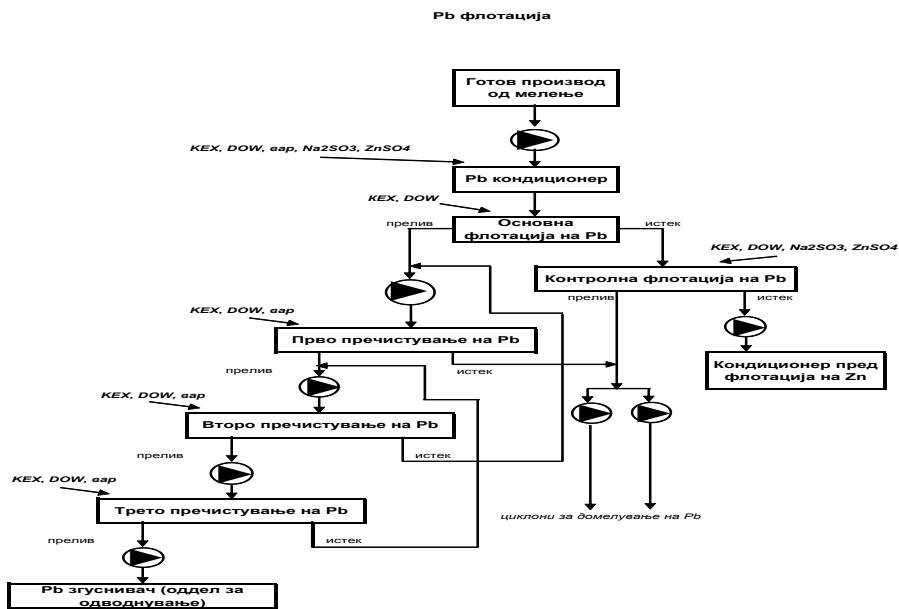 Pb флотација
Готов производ
од мелење
KEX, DOW, вар, Na2SO3, ZnSO4
Pb кондиционер
KEX, DOW
прелив
Основна
флотација на Pb
истек
KEX, DOW, Na2SO3, ZnSO4
Контролна флотација на Pb
прелив
истек
KEX, DOW, вар
Прво пречистување на Pb
Кондиционер пред
флотација на Zn
прелив
истек
KEX, DOW, вар
Второ пречистување на Pb
прелив
истек
KEX, DOW, вар
Трето пречистување на Pb
циклони за домелување на Pb
прелив
истек
Pb згуснивач (оддел за
одводнување)